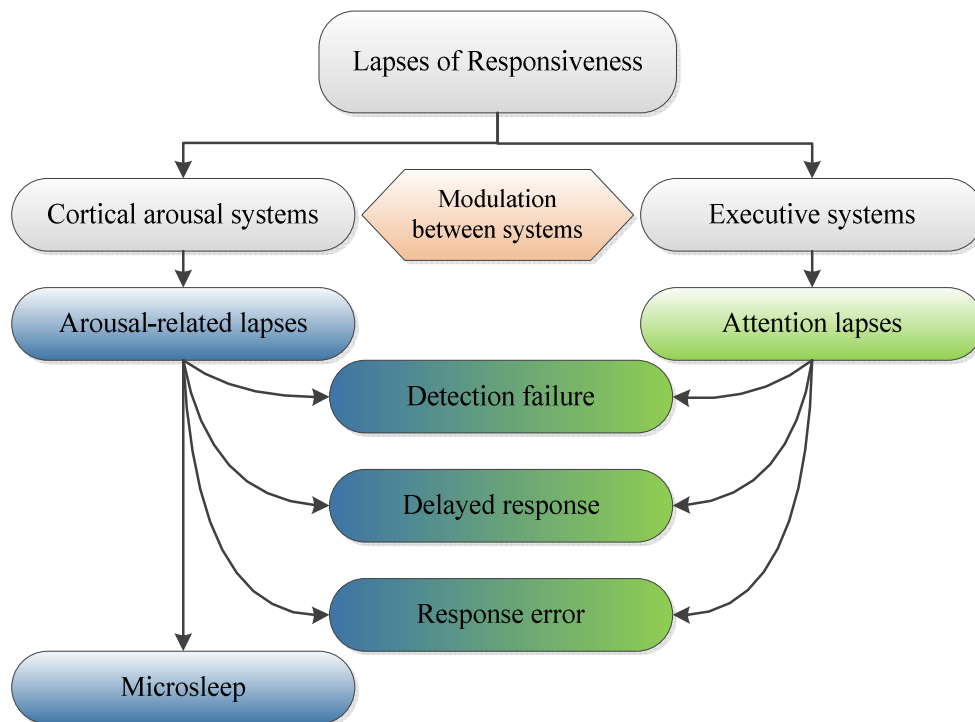 Lapses of Responsiveness
Cortical arousal systems
Modulation
between systems
Executive systems
Arousal-related lapses
Attention lapses
Detection failure
Delayed response
Response error
Microsleep